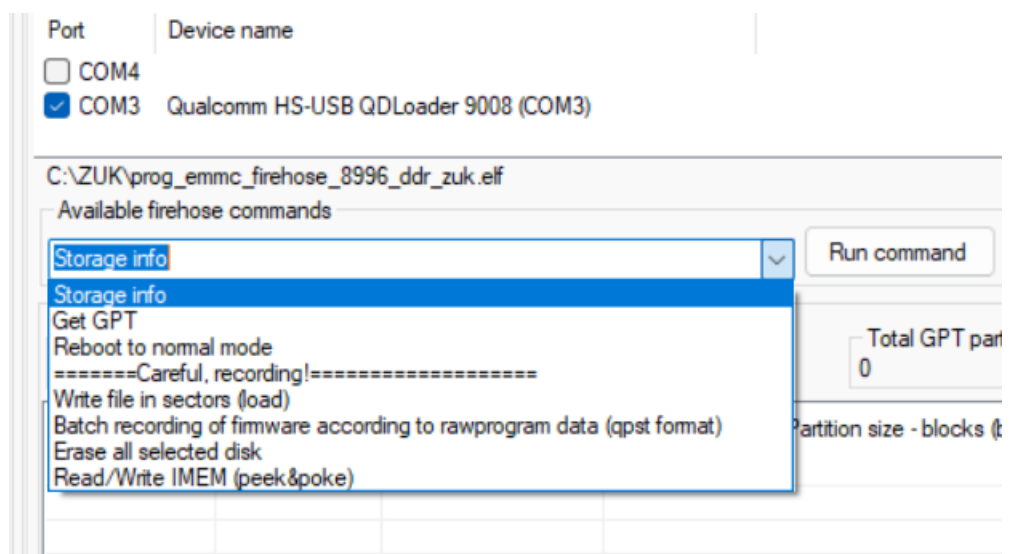 Port Device name
COM4
COM3 Qualcomm HS-USB QDLoader 9008 (COM3)
C:\ZUK\prog_emmc_firehose_8996_ddr_zuk.elf
Available firehose commands
Storage info
Run command
Storage info
Get GPT
Reboot to normal mode
=======Careful, recording!===================
Write file in sectors (load)
Batch recording of firmware according to rawprogram data (qpst format)
Erase all selected disk
Read/Write IMEM (peek&poke)
Total GPT part
0
Partition size - blocks (b